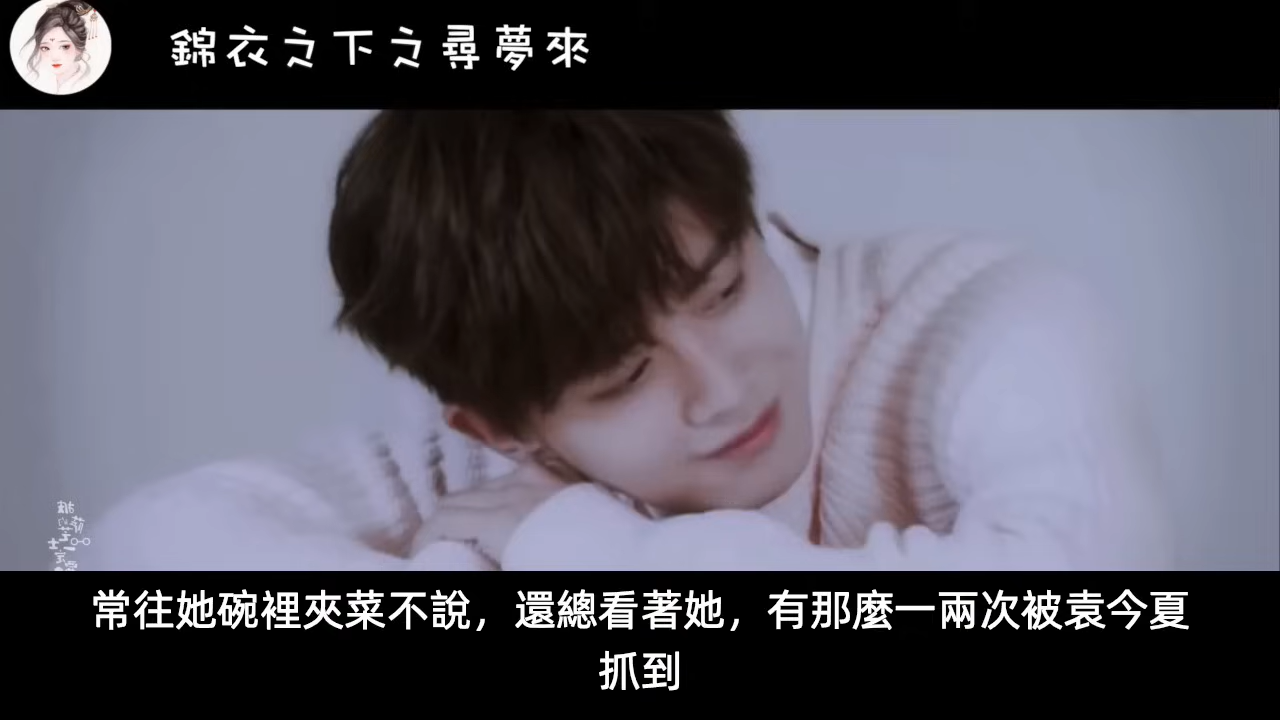 錦衣之下之尋夢來
常往她碗裡夾菜不說，還總看著她，有那麼一兩次被袁今夏
抓到